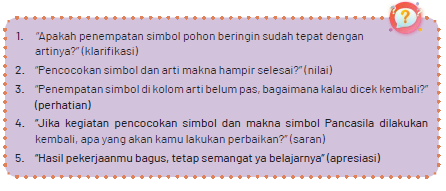 ?
1. "Apakah penempatan simbol pohon beringin sudah tepat dengan
artinya?" (klarifikasi)
2. "Pencocokan simbol dan arti makna hampir selesai?" (nilai)
3. "Penempatan simbol di kolom arti belum pas, bagaimana kalau dicek kembali?"
(perhatian)
4. "Jika kegiatan pencocokan simbol dan makna simbol Pancasila dilakukan
kembali, apa yang akan kamu lakukan perbaikan?" (saran)
5. "Hasil pekerjaanmu bagus, tetap semangat ya belajarnya" (apresiasi)